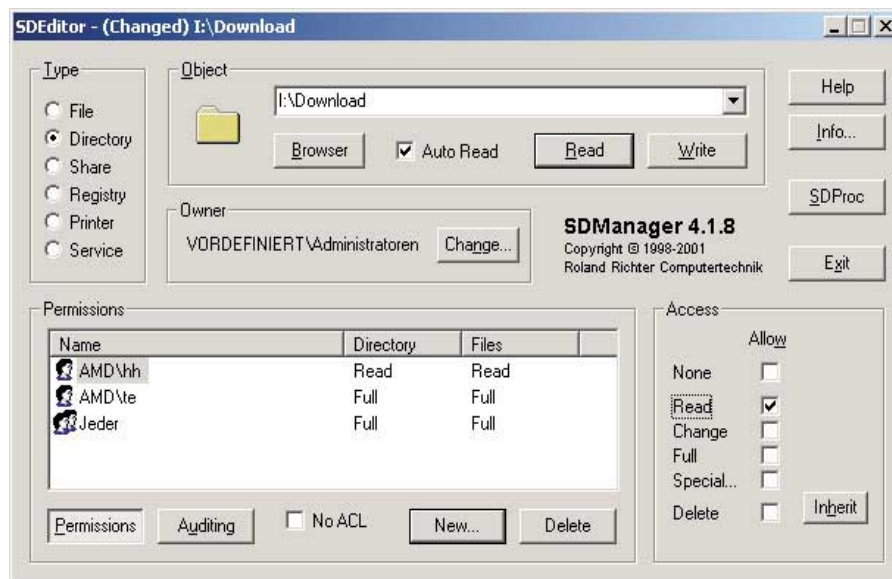 SDEditor - (Changed) I:\Download
Type
File
Directory
Share
Registry
Printer
Service
Object
I:\Download
Browser
Auto Read
Read
Write
Owner
VORDEFINIERT\Administratoren
Change...
SDManager 4.1.8
Copyright © 1998-2001
Roland Richter Computertechnik
Help
Info...
SDProc
Exit
Permissions
Name Directory Files
AMD\hh Read Read
AMD\te Full Full
Jeder Full Full
Permissions
Auditing
No ACL
New...
Delete
Access
Allow
None
Read
Change
Full
Special...
Delete
Inherit